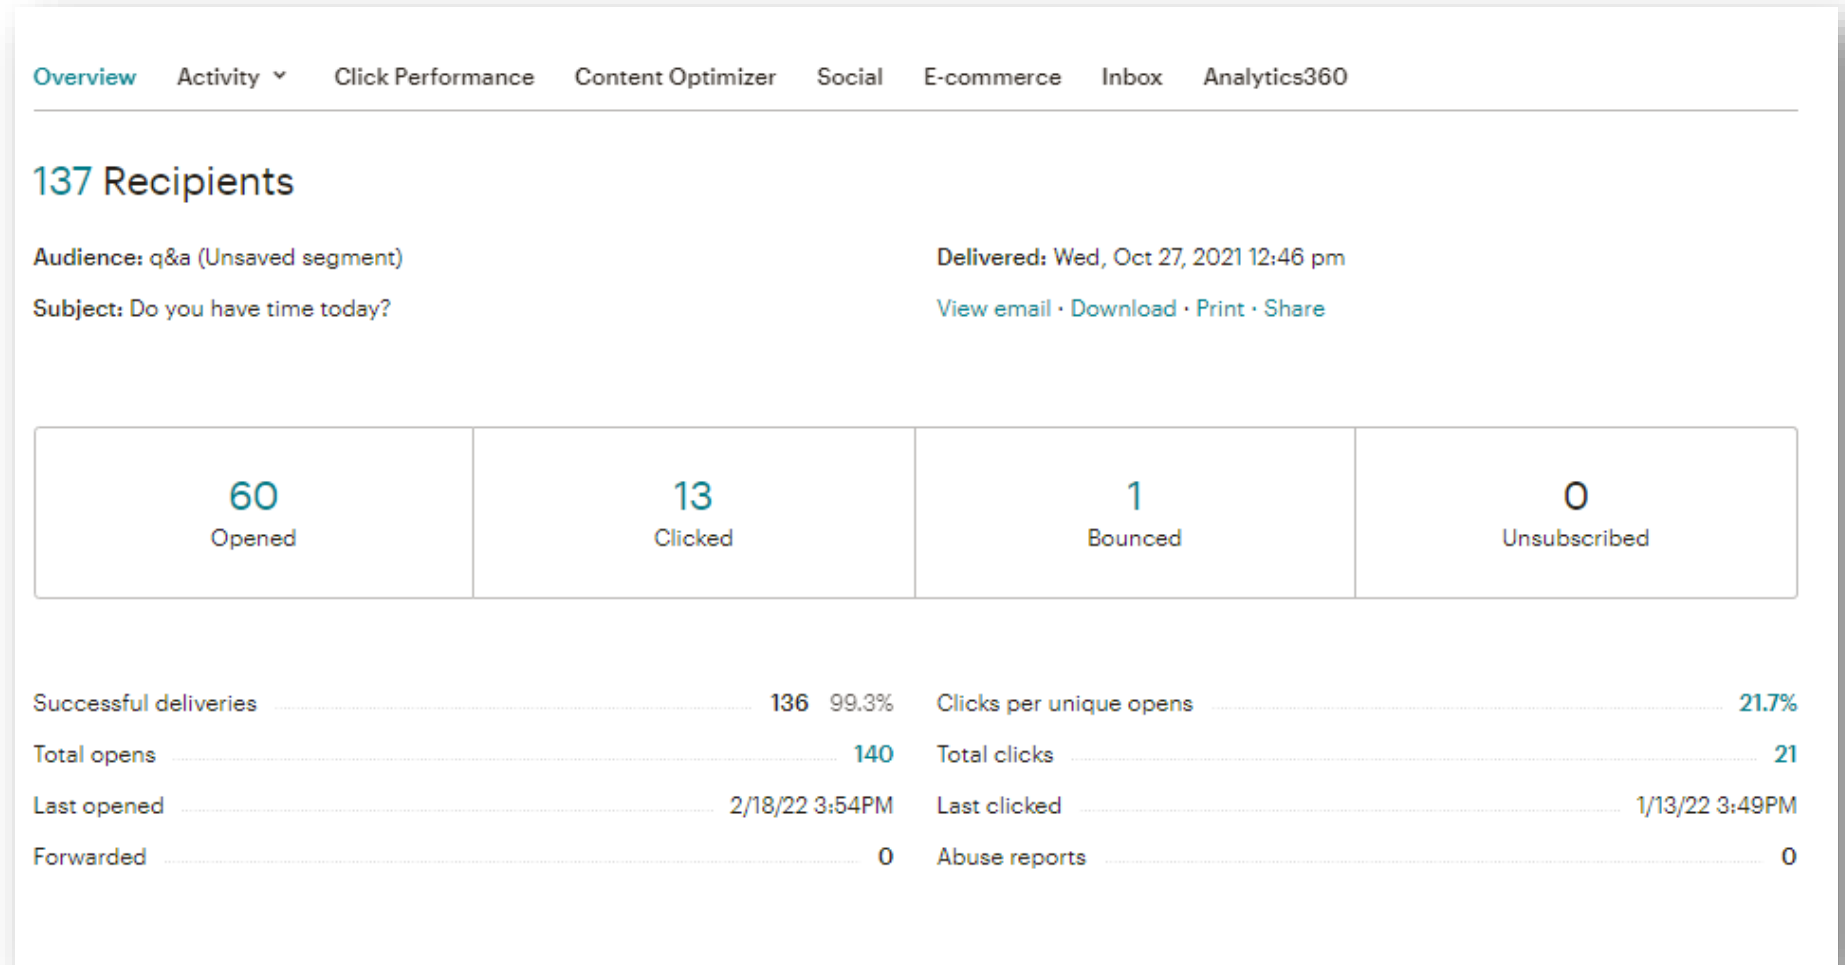 Overview Activity Click Performance Content Optimizer Social E-commerce Inbox Analytics360
137 Recipients
Audience: q&a (Unsaved segment)
Delivered: Wed, Oct 27, 2021 12:46 pm
Subject: Do you have time today?
View email · Download · Print · Share
60
Opened
13
Clicked
1
Bounced
0
Unsubscribed
Successful deliveries 136 99.3%
Clicks per unique opens 21.7%
Total opens 140
Total clicks 21
Last opened 2/18/22 3:54PM
Last clicked 1/13/22 3:49PM
Forwarded 0
Abuse reports 0